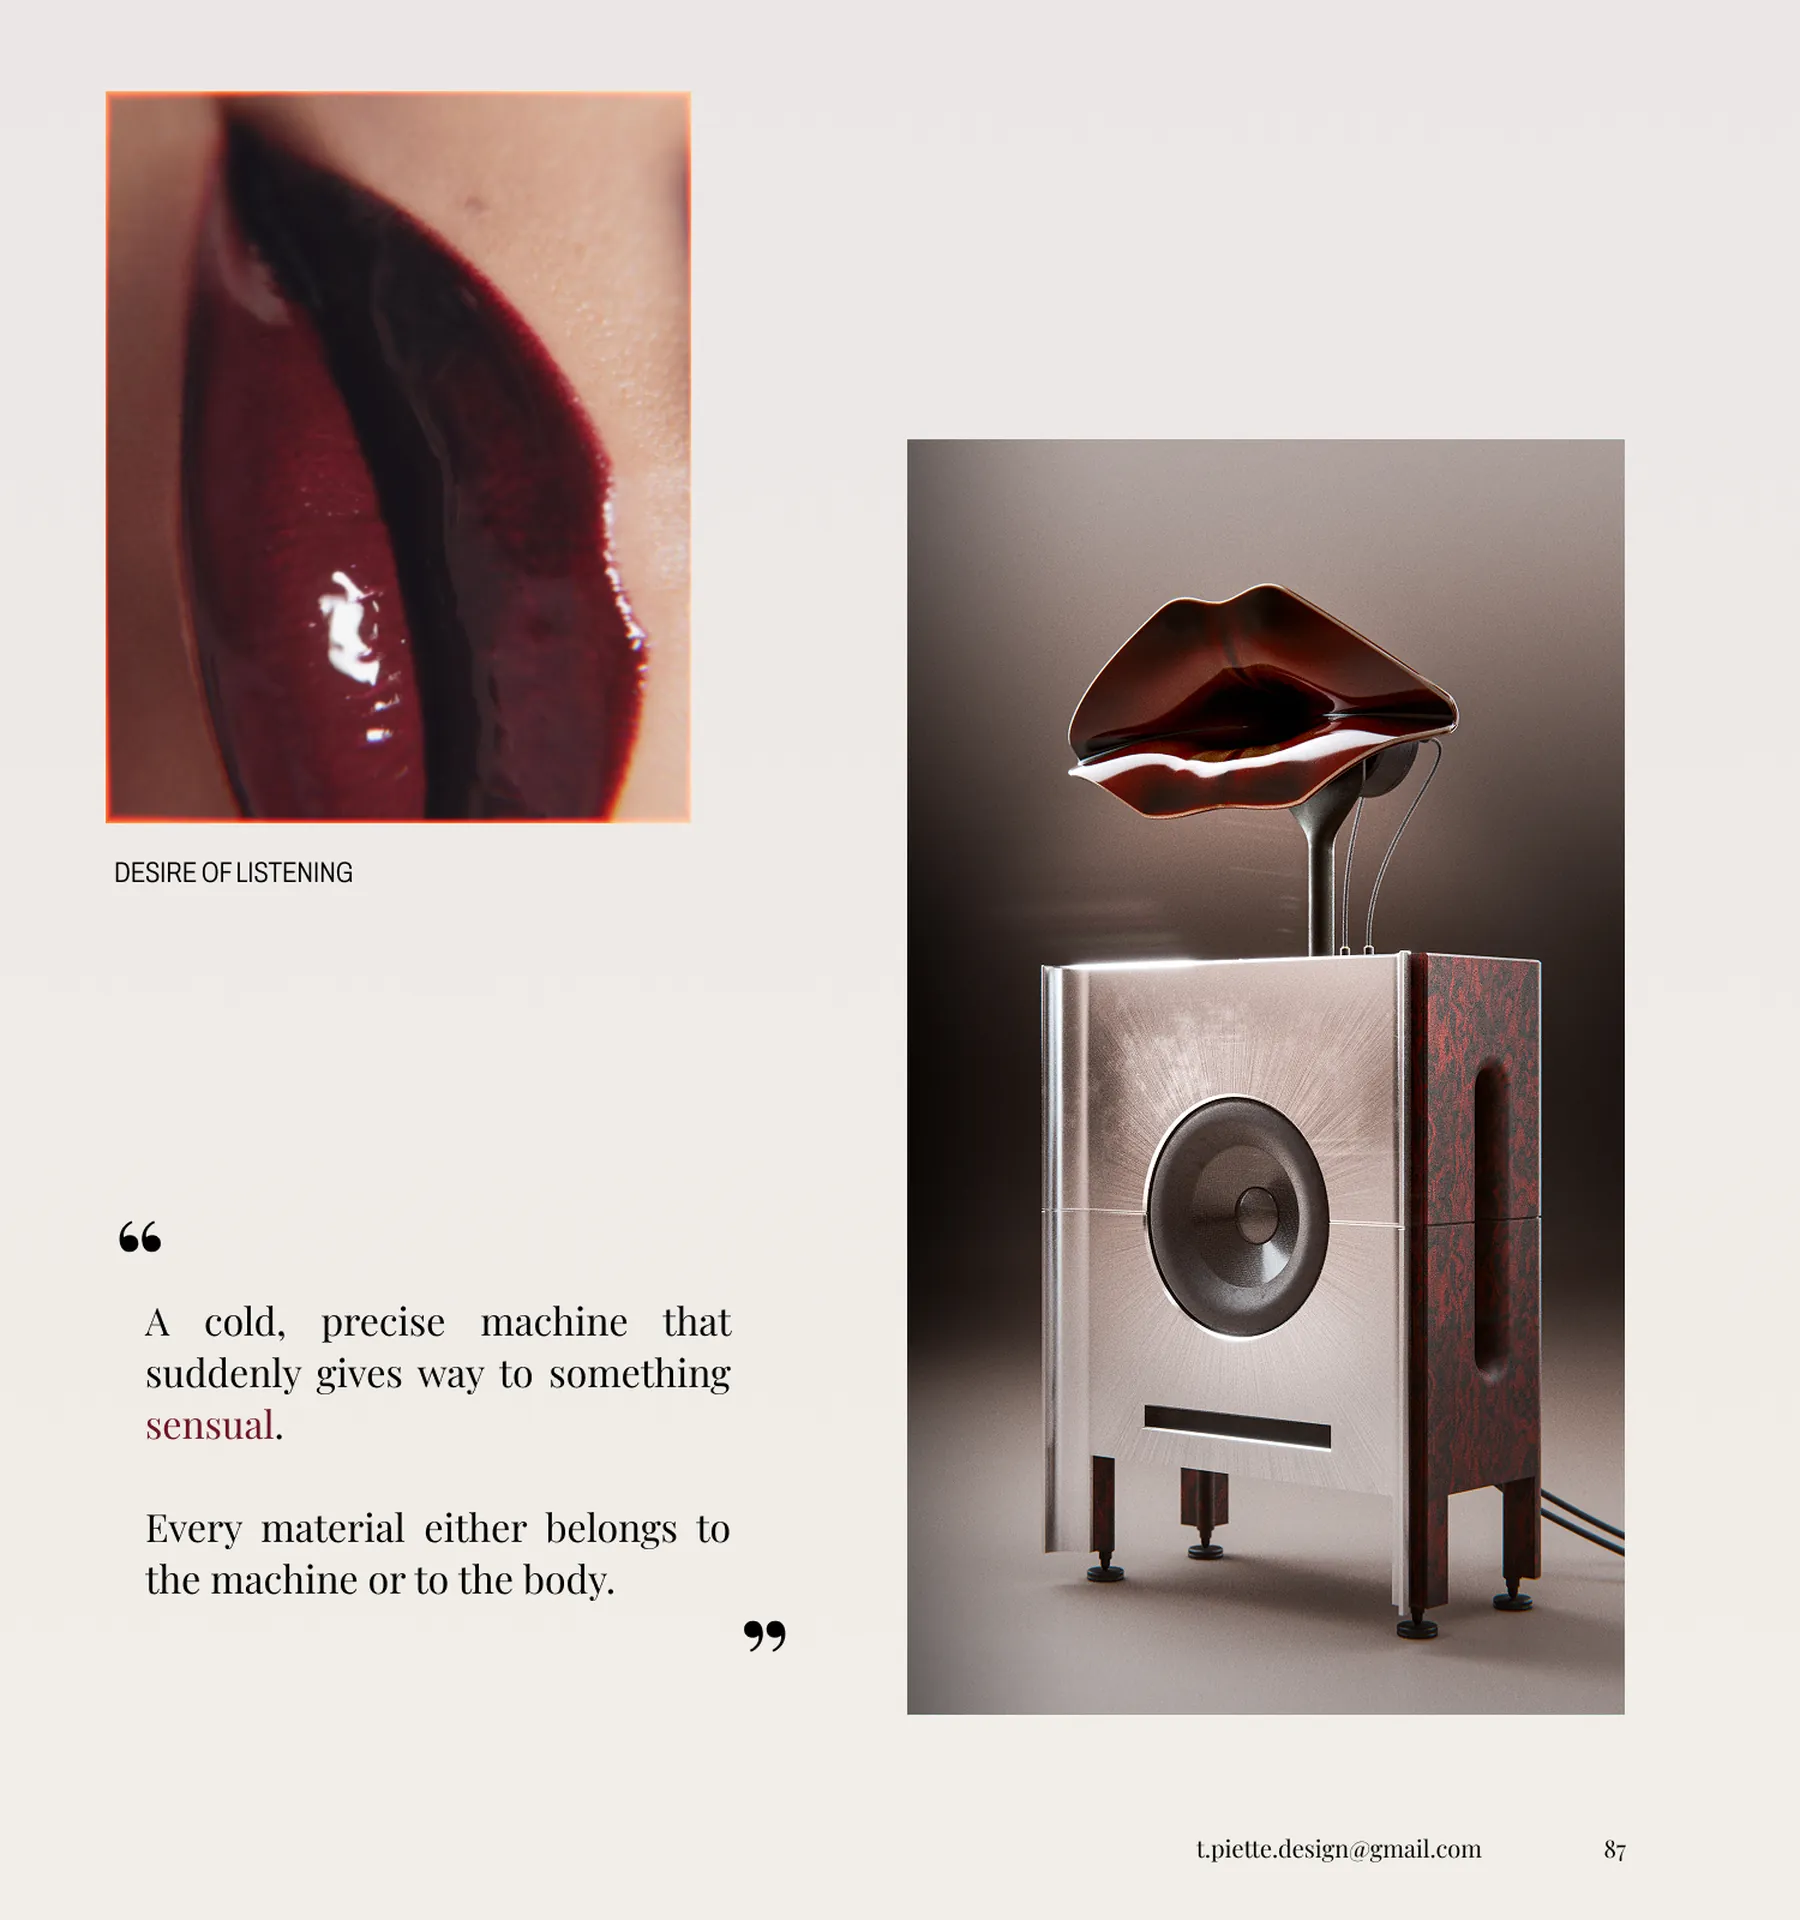 DESIRE OF LISTENING
“
A cold, precise machine that
suddenly gives way to something
sensual.
Every material either belongs to
the machine or to the body.
”
t.piette.design@gmail.com 87